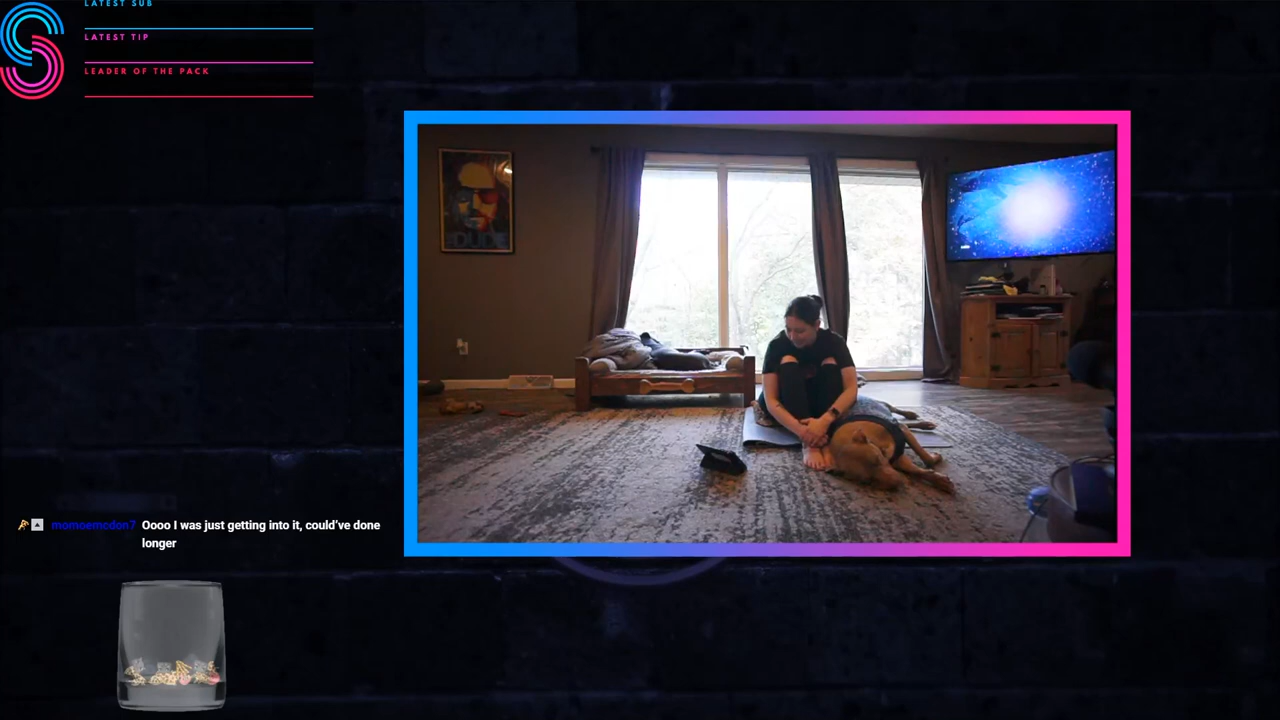 LATEST SUB
LATEST TIP
LEADER OF THE PACK
DUDE
momoemcdon7 Oooo I was just getting into it, could've done
longer